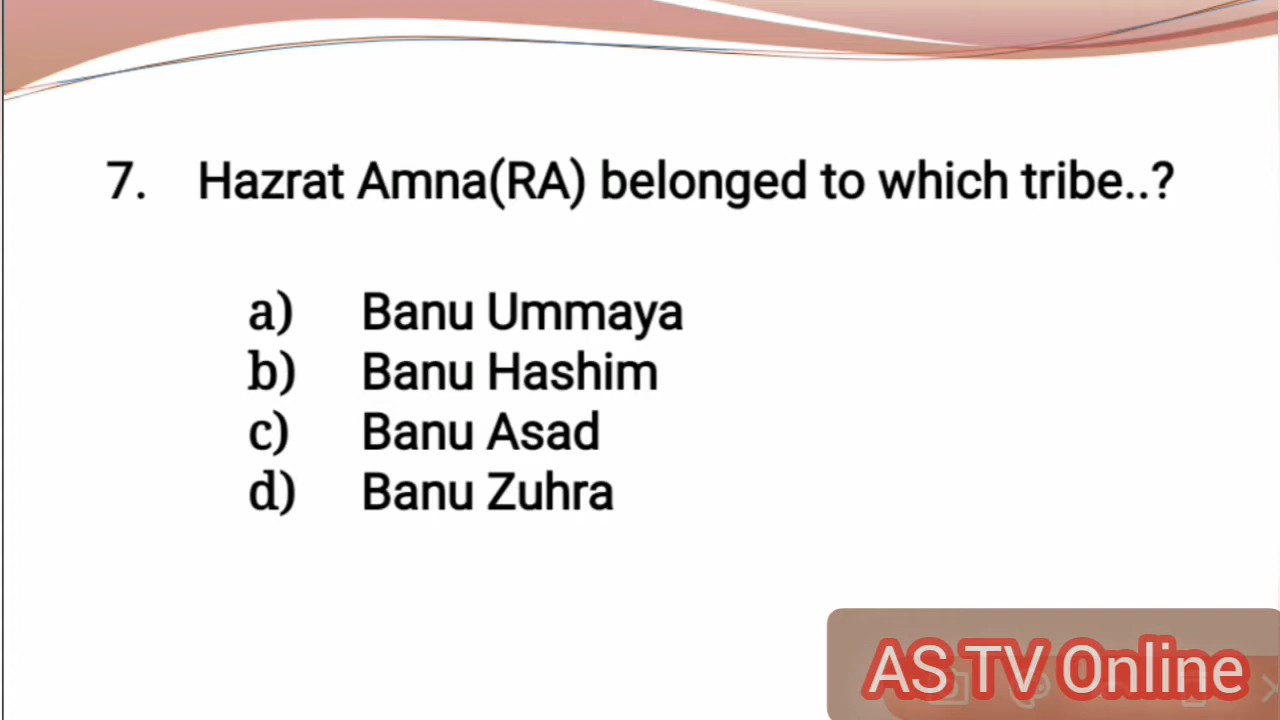 7. Hazrat Amna(RA) belonged to which tribe..?
a) Banu Ummaya
b) Banu Hashim
c) Banu Asad
d) Banu Zuhra
AS TV Online